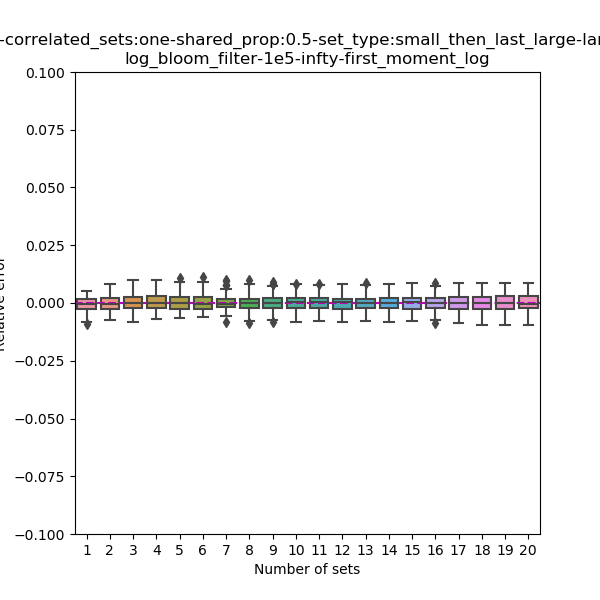 -correlated_sets:one-shared_prop:0.5-set_type:small_then_last_large-lar
log_bloom_filter-1e5-infty-first_moment_log
0.100
0.075
0.050
0.025
0.000
−0.025
−0.050
−0.075
−0.100
Relative error
1 2 3 4 5 6 7 8 9 10 11 12 13 14 15 16 17 18 19 20
Number of sets